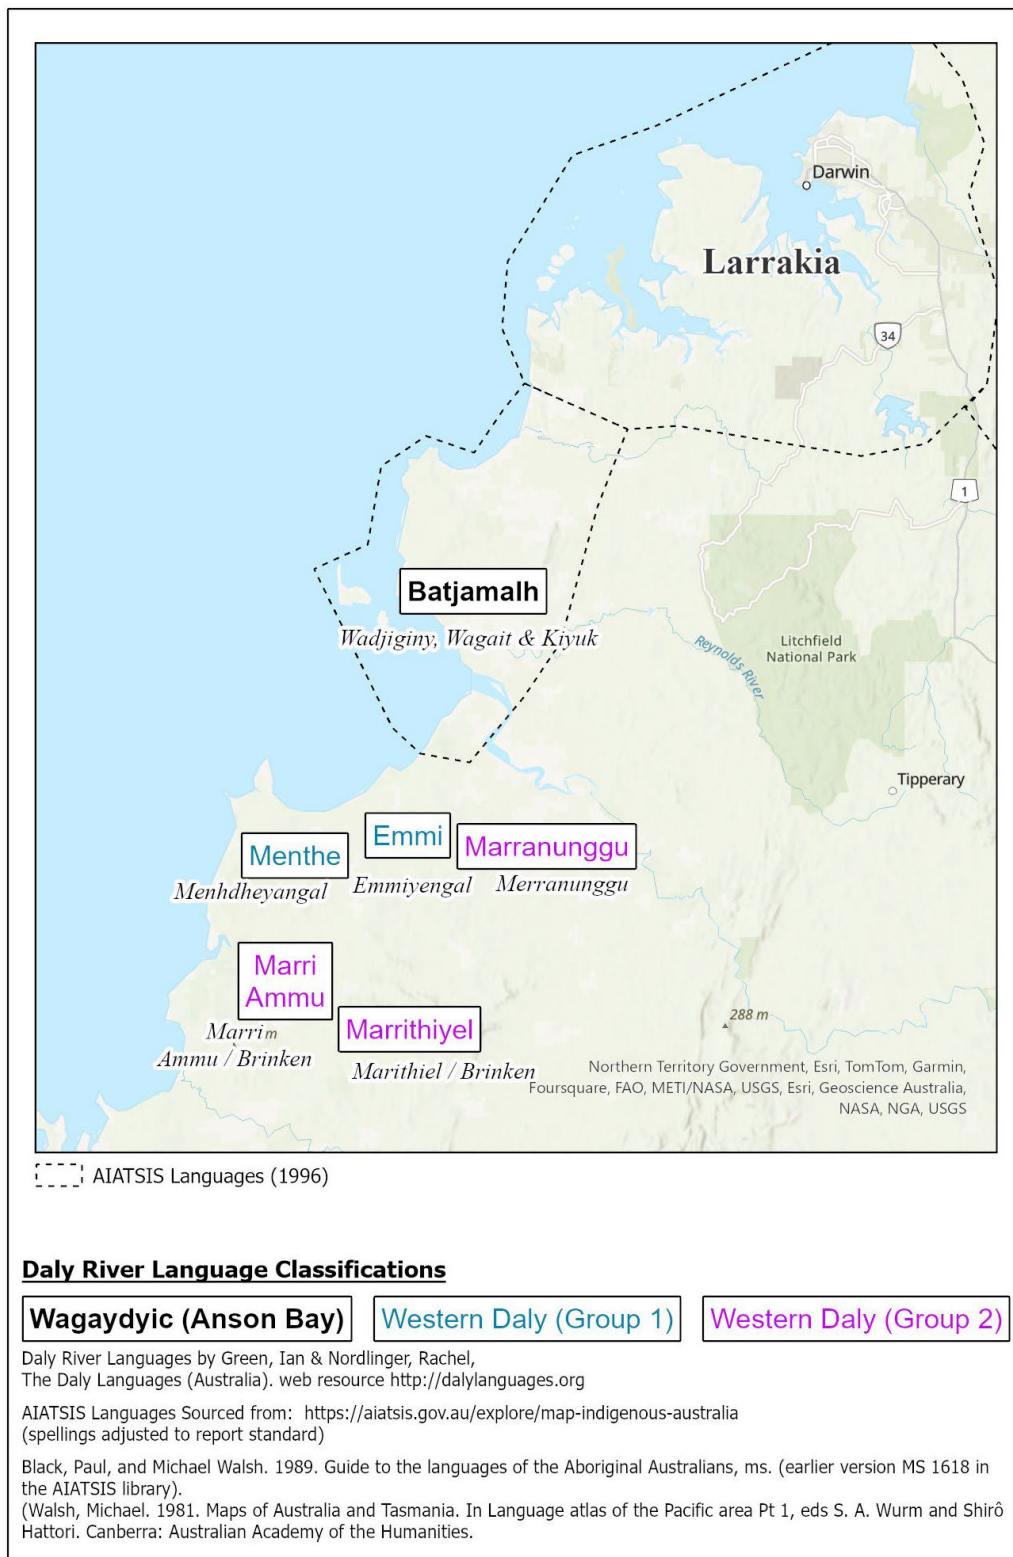 Darwin
Larrakia
34
1
Batjamalh
Wadjiginy, Wagait & Kiyuk
Reynolds River
Litchfield
National Park
Tipperary
Menthe
Emmi
Marranunggu
Menhdheyangal
Emmiyengal
Merranunggu
Marri
Ammu
Marrithiyel
Marri
m
Ammu / Brinken
Marithiel / Brinken
288 m
Northern Territory Government, Esri, TomTom, Garmin,
Foursquare, FAO, METI/NASA, USGS, Esri, Geoscience Australia,
NASA, NGA, USGS
AIATSIS Languages (1996)
Daly River Language Classifications
Wagaydyic (Anson Bay)
Western Daly (Group 1)
Western Daly (Group 2)
Daly River Languages by Green, Ian & Nordlinger, Rachel,
The Daly Languages (Australia). web resource http://dalylanguages.org
AIATSIS Languages Sourced from:  https://aiatsis.gov.au/explore/map-indigenous-australia
(spellings adjusted to report standard)
Black, Paul, and Michael Walsh. 1989. Guide to the languages of the Aboriginal Australians, ms. (earlier version MS 1618 in
the AIATSIS library).
(Walsh, Michael. 1981. Maps of Australia and Tasmania. In Language atlas of the Pacific area Pt 1, eds S. A. Wurm and Shirô
Hattori. Canberra: Australian Academy of the Humanities.